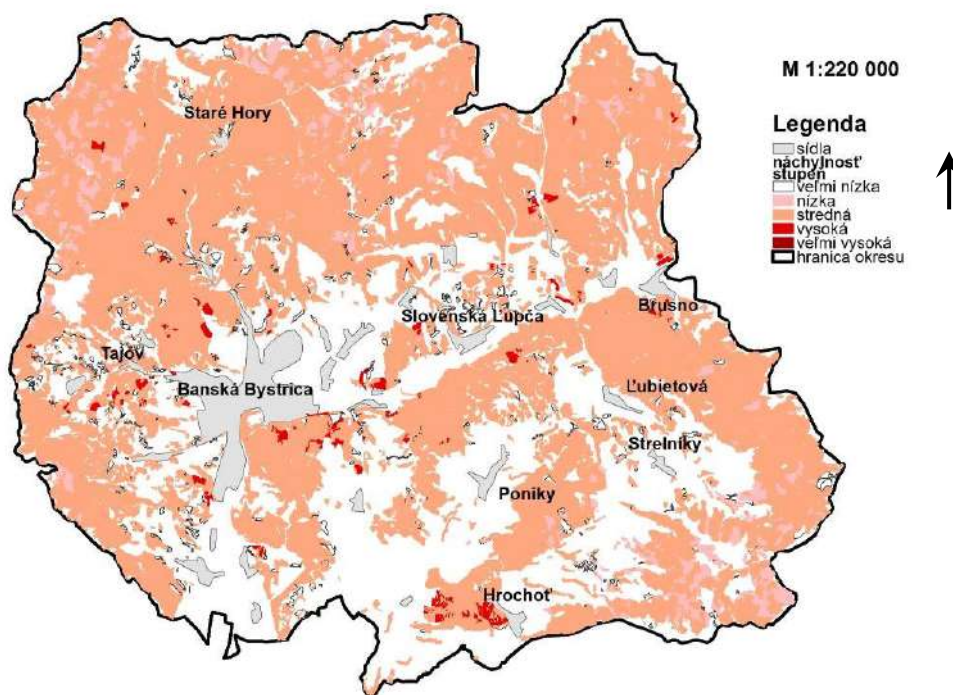 M 1:220 000
Legenda
sídla
náchylnosť
stupeň
veľmi nízka
nízka
stredná
vysoká
veľmi vysoká
hranica okresu
Staré Hory
Brusno
Slovenská Ľupča
Tajov
Banská Bystrica
Ľubietová
Strelníky
Poniky
Hrochoť